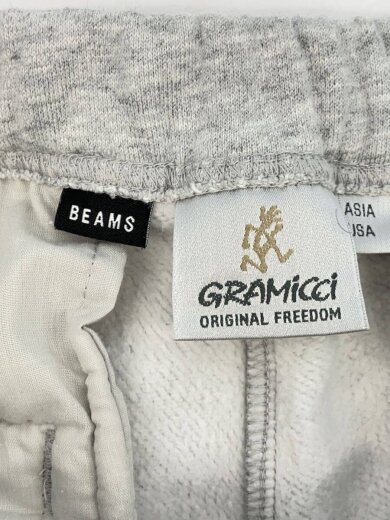 BEAMS
GRAMiCCi
ORIGINAL FREEDOM
ASIA
USA